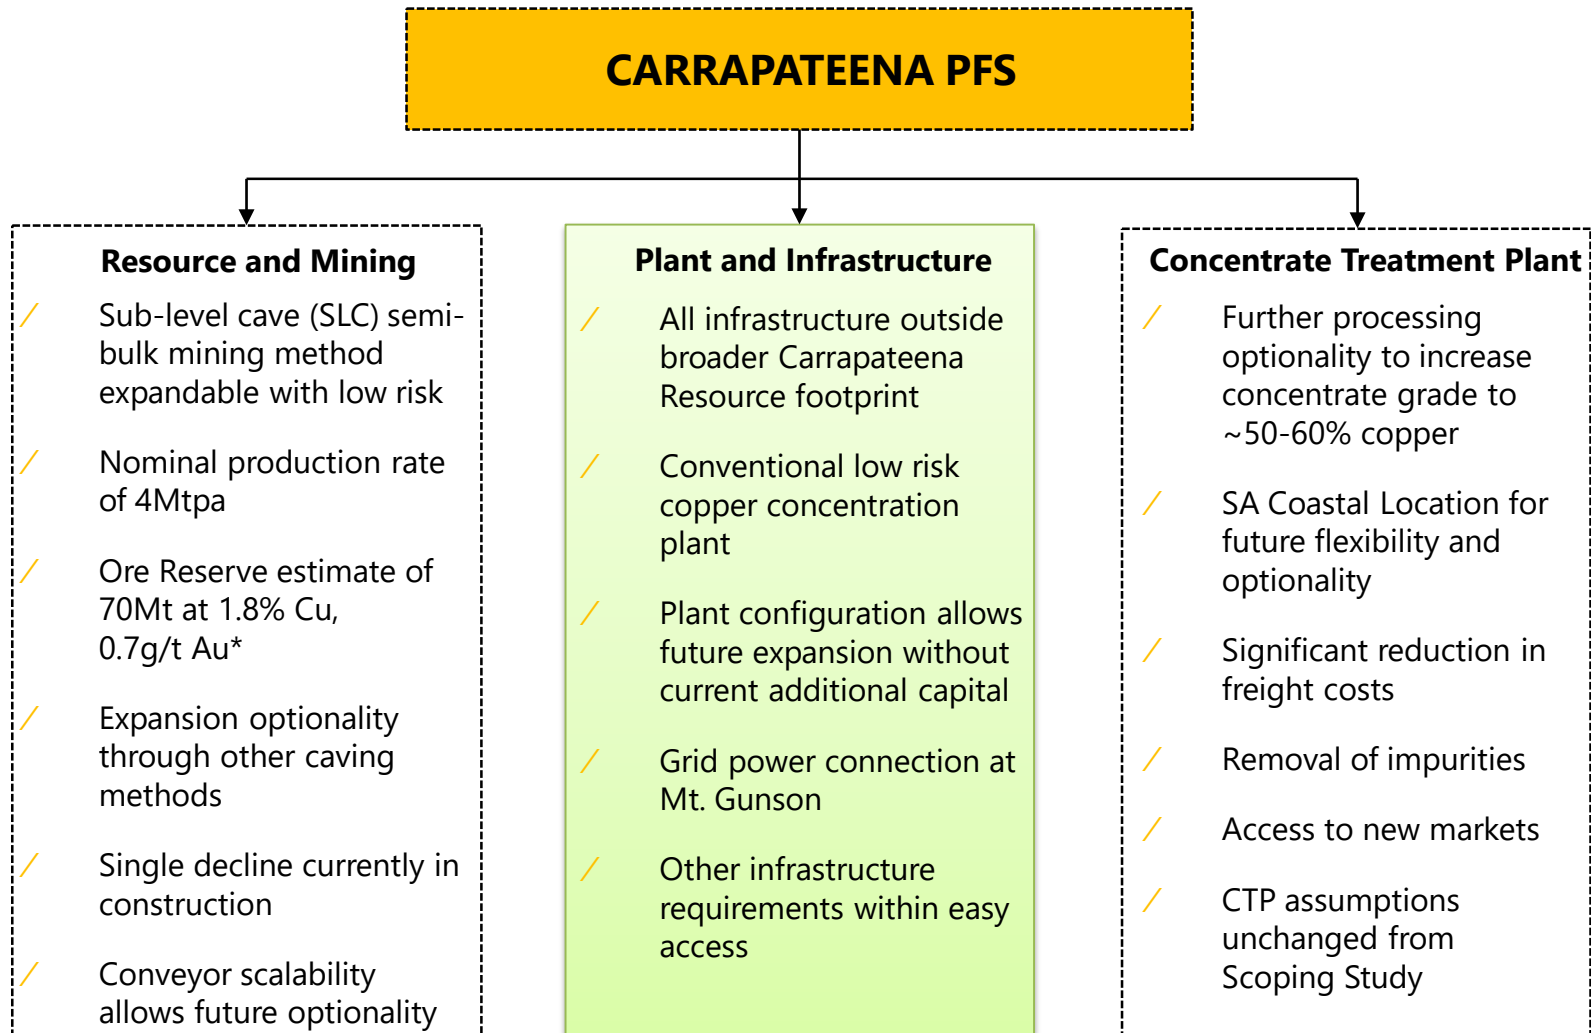 CARRAPATEENA PFS
Resource and Mining
Sub-level cave (SLC) semi-
bulk mining method
expandable with low risk
Nominal production rate
of 4Mtpa
Ore Reserve estimate of
70Mt at 1.8% Cu,
0.7g/t Au*
Expansion optionality
through other caving
methods
Single decline currently in
construction
Conveyor scalability
allows future optionality
Plant and Infrastructure
All infrastructure outside
broader Carrapateena
Resource footprint
Conventional low risk
copper concentration
plant
Plant configuration allows
future expansion without
current additional capital
Grid power connection at
Mt. Gunson
Other infrastructure
requirements within easy
access
Concentrate Treatment Plant
Further processing
optionality to increase
concentrate grade to
~50-60% copper
SA Coastal Location for
future flexibility and
optionality
Significant reduction in
freight costs
Removal of impurities
Access to new markets
CTP assumptions
unchanged from
Scoping Study